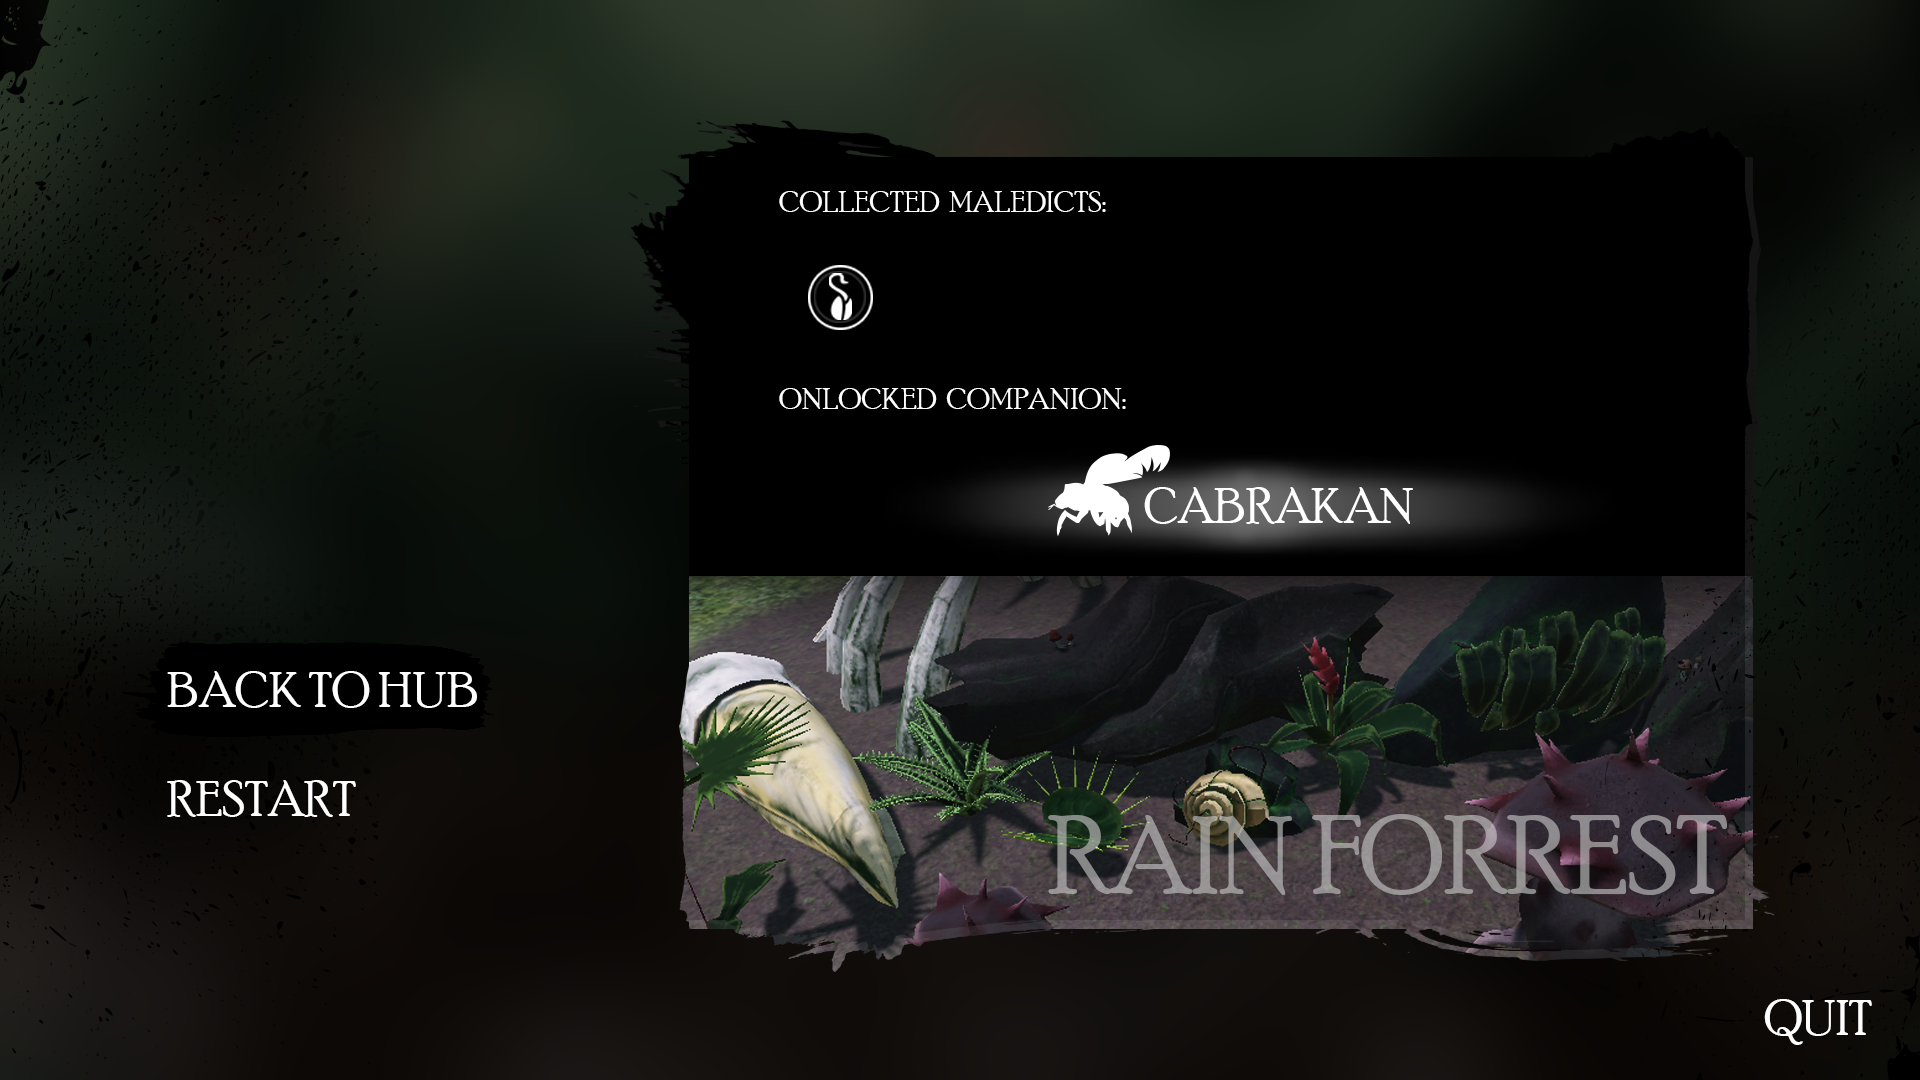 COLLECTED MALEDICTS:
ONLOCKED COMPANION:
CABRAKAN
BACK TO HUB
RESTART
RAIN FORREST
QUIT